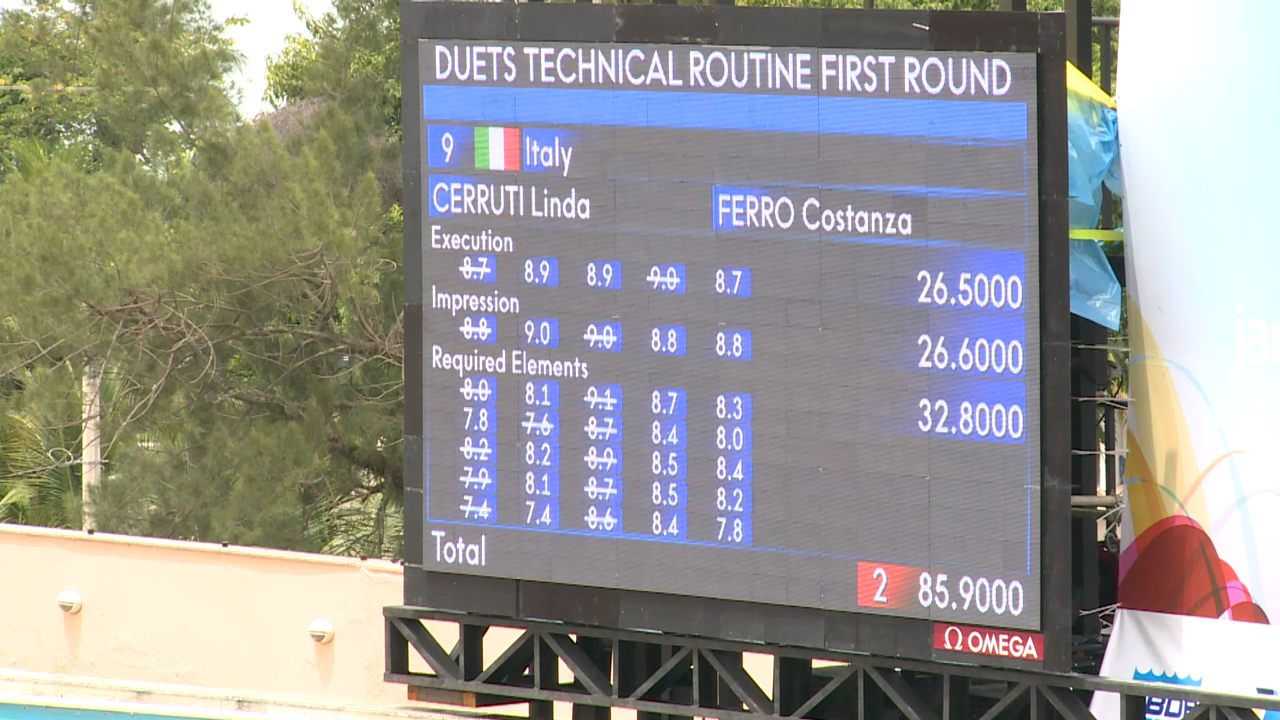 DUETS TECHNICAL ROUTINE FIRST ROUND
9 Italy
CERRUTI Linda FERRO Costanza
Execution
8.7 8.9 8.9 9.0 8.7 26.5000
Impression
8.8 9.0 9.0 8.8 8.8 26.6000
Required Elements
8.0 8.1 9.1 8.7 8.3 32.8000
7.8 7.6 8.7 8.4 8.0
8.2 8.2 8.9 8.5 8.4
7.9 8.1 8.7 8.5 8.2
7.4 7.4 8.6 8.4 7.8
Total 2 85.9000
Ω OMEGA